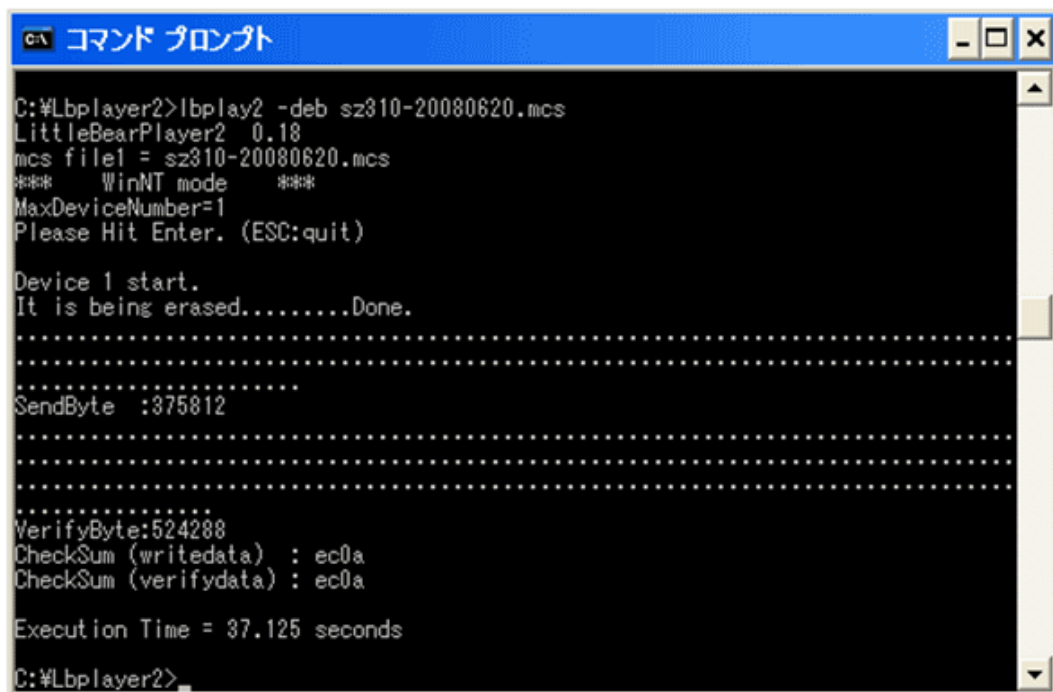 コマンド プロンプト
C:¥Lbplayer2>lbplay2 -deb sz310-20080620.mcs
LittleBearPlayer2  0.18
mcs file1 = sz310-20080620.mcs
***    WinNT mode    ***
MaxDeviceNumber=1
Please Hit Enter. (ESC:quit)
Device 1 start.
It is being erased.........Done.
...............................................................................
...............................................................................
.......................
SendByte  :375812
...............................................................................
...............................................................................
...............................................................................
................
VerifyByte:524288
CheckSum (writedata)  : ec0a
CheckSum (verifydata) : ec0a
Execution Time = 37.125 seconds
C:¥Lbplayer2>_